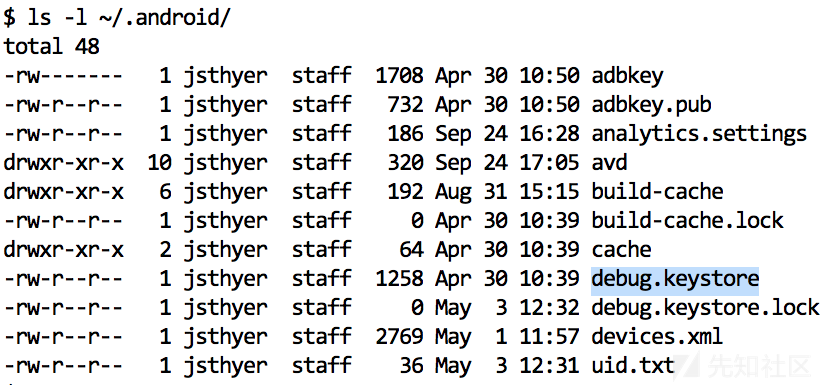 $ ls -l ~/.android/
total 48
-rw-------   1 jsthyer  staff  1708 Apr 30 10:50 adbkey
-rw-r--r--   1 jsthyer  staff   732 Apr 30 10:50 adbkey.pub
-rw-r--r--   1 jsthyer  staff   186 Sep 24 16:28 analytics.settings
drwxr-xr-x  10 jsthyer  staff   320 Sep 24 17:05 avd
drwxr-xr-x   6 jsthyer  staff   192 Aug 31 15:15 build-cache
-rw-r--r--   1 jsthyer  staff     0 Apr 30 10:39 build-cache.lock
drwxr-xr-x   2 jsthyer  staff    64 Apr 30 10:39 cache
-rw-r--r--   1 jsthyer  staff  1258 Apr 30 10:39 debug.keystore
-rw-r--r--   1 jsthyer  staff     0 May  3 12:32 debug.keystore.lock
-rw-r--r--   1 jsthyer  staff  2769 May  1 11:57 devices.xml
-rw-r--r--   1 jsthyer  staff    36 May  3 12:31 uid.txt
先知社区